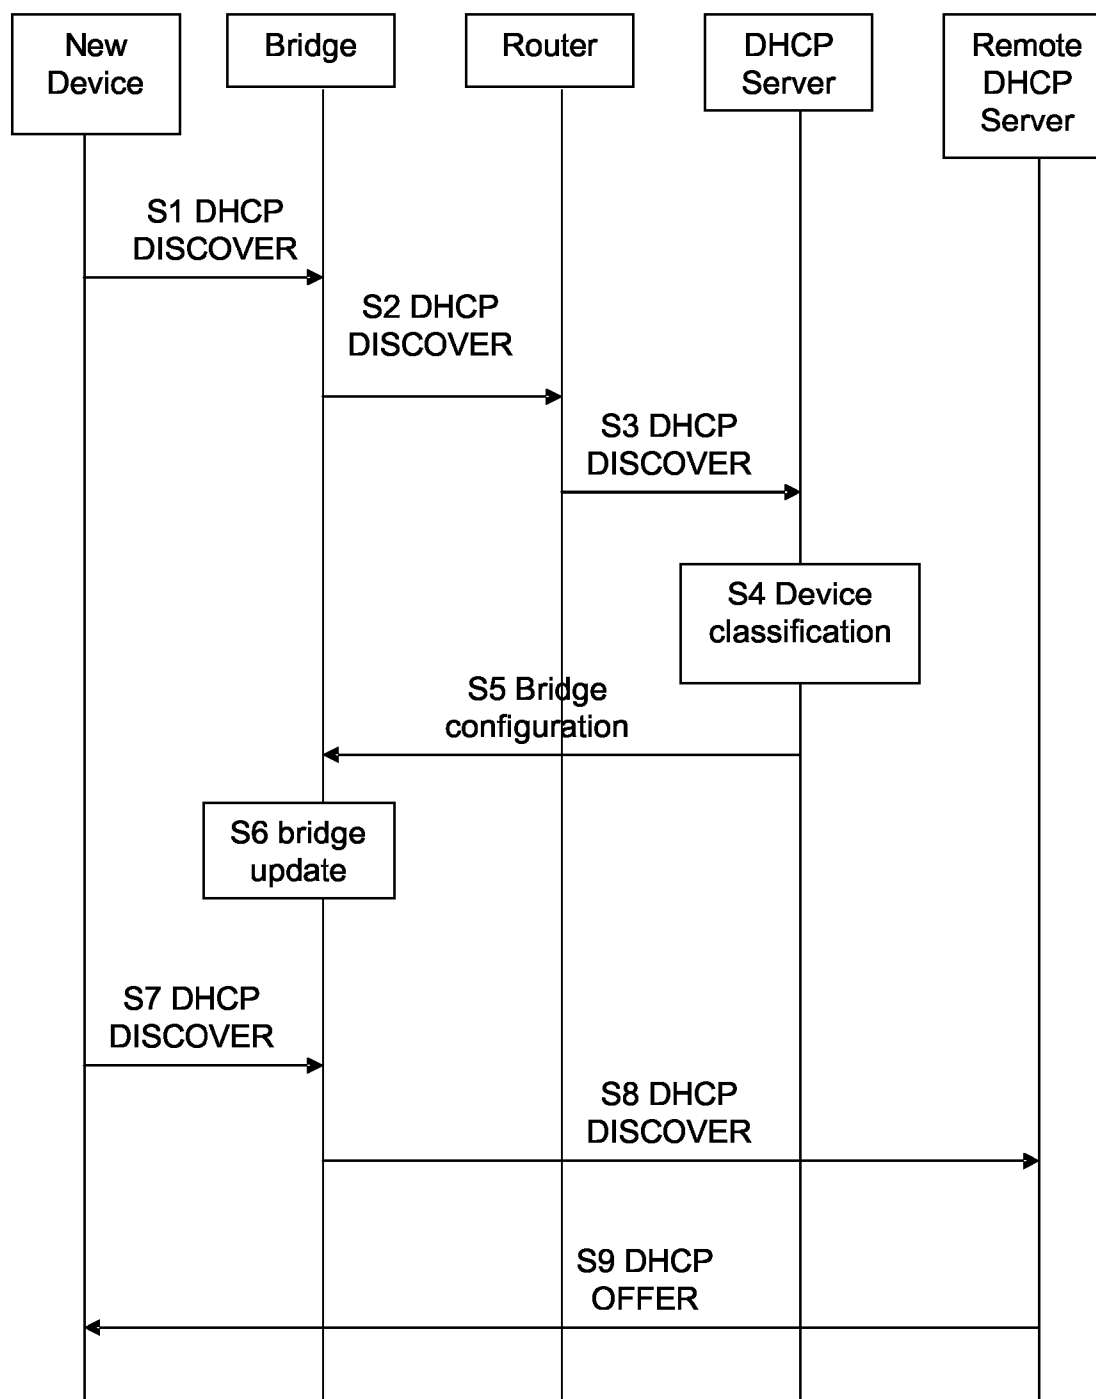 New
Device
Bridge
Router
DHCP
Server
Remote
DHCP
Server
S1 DHCP
DISCOVER
S2 DHCP
DISCOVER
S3 DHCP
DISCOVER
S4 Device
classification
S5 Bridge
configuration
S6 bridge
update
S7 DHCP
DISCOVER
S8 DHCP
DISCOVER
S9 DHCP
OFFER